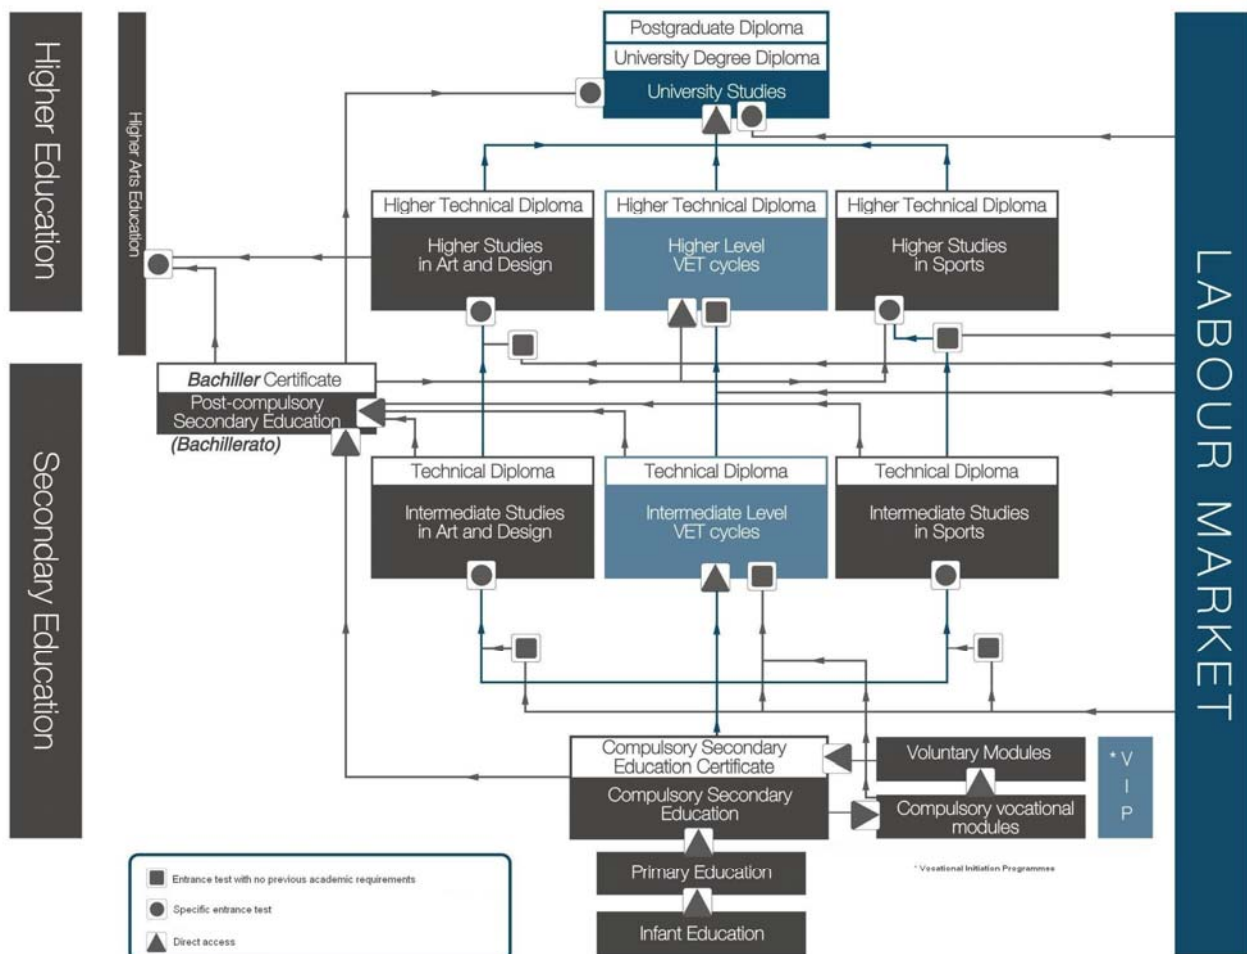 Higher Education
Higher Arts Education
Postgraduate Diploma
University Degree Diploma
University Studies
Higher Technical Diploma
Higher Studies
in Art and Design
Higher Technical Diploma
Higher Level
VET cycles
Higher Technical Diploma
Higher Studies
in Sports
LABOUR MARKET
Secondary Education
Bachiller Certificate
Post-compulsory
Secondary Education
(Bachillerato)
Technical Diploma
Intermediate Studies
in Art and Design
Technical Diploma
Intermediate Level
VET cycles
Technical Diploma
Intermediate Studies
in Sports
Compulsory Secondary
Education Certificate
Compulsory Secondary
Education
Voluntary Modules
Compulsory vocational
modules
* V
I
P
Primary Education
Infant Education
* Vocational Initiation Programmes
Entrance test with no previous academic requirements
Specific entrance test
Direct access